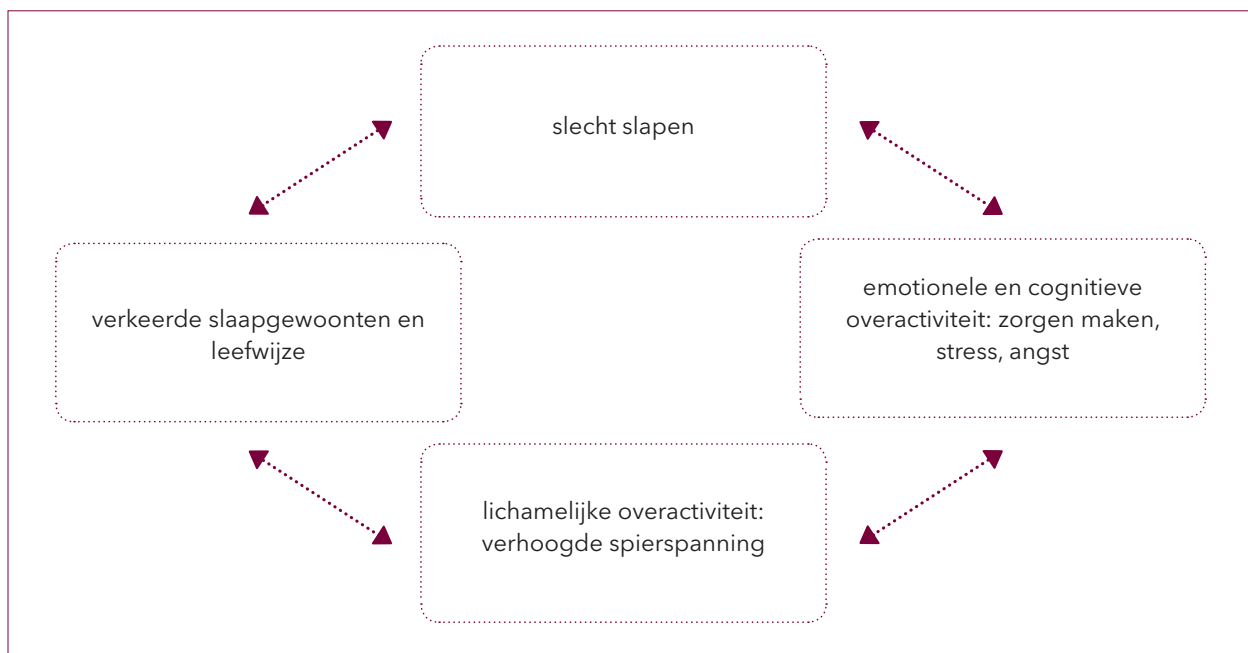 slecht slapen
verkeerde slaapgewoonten en
leefwijze
emotionele en cognitieve
overactiviteit: zorgen maken,
stress, angst
lichamelijke overactiviteit:
verhoogde spierspanning